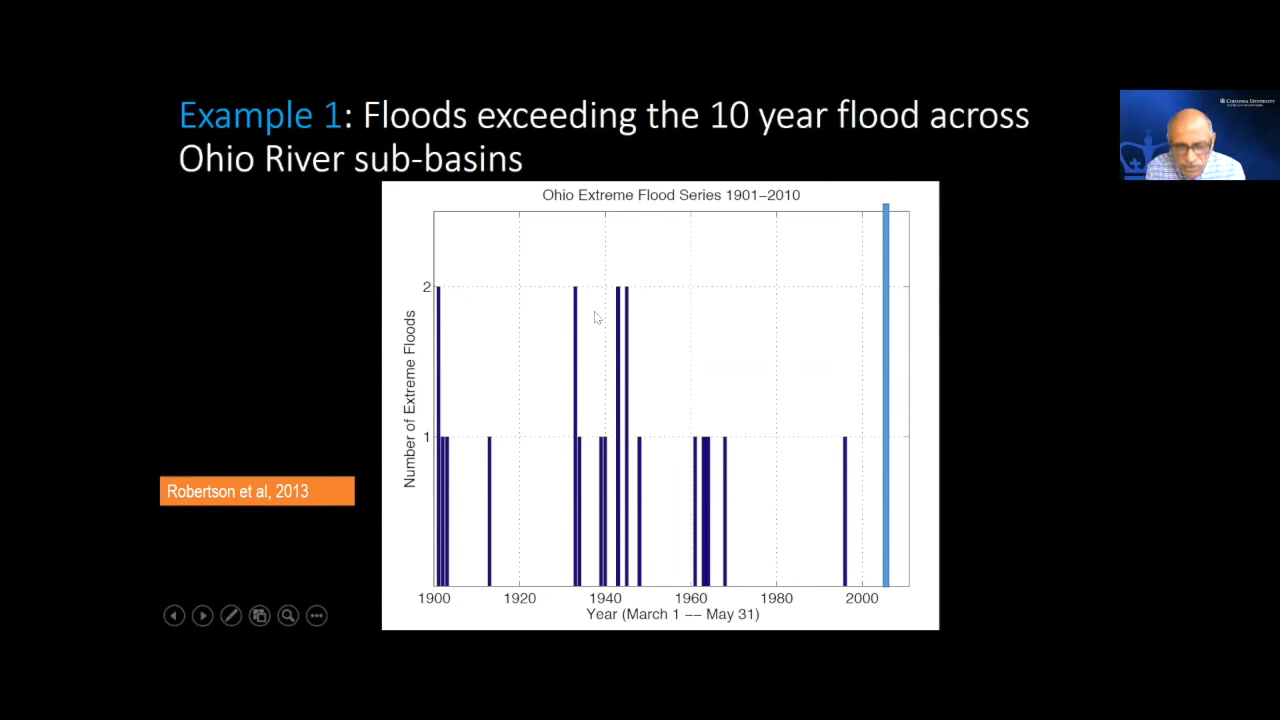 Example 1: Floods exceeding the 10 year flood across
Ohio River sub-basins
COLUMBIA UNIVERSITY
Ohio Extreme Flood Series 1901–2010
Number of Extreme Floods
2
1
1900 1920 1940 1960 1980 2000
Year (March 1 –– May 31)
Robertson et al, 2013